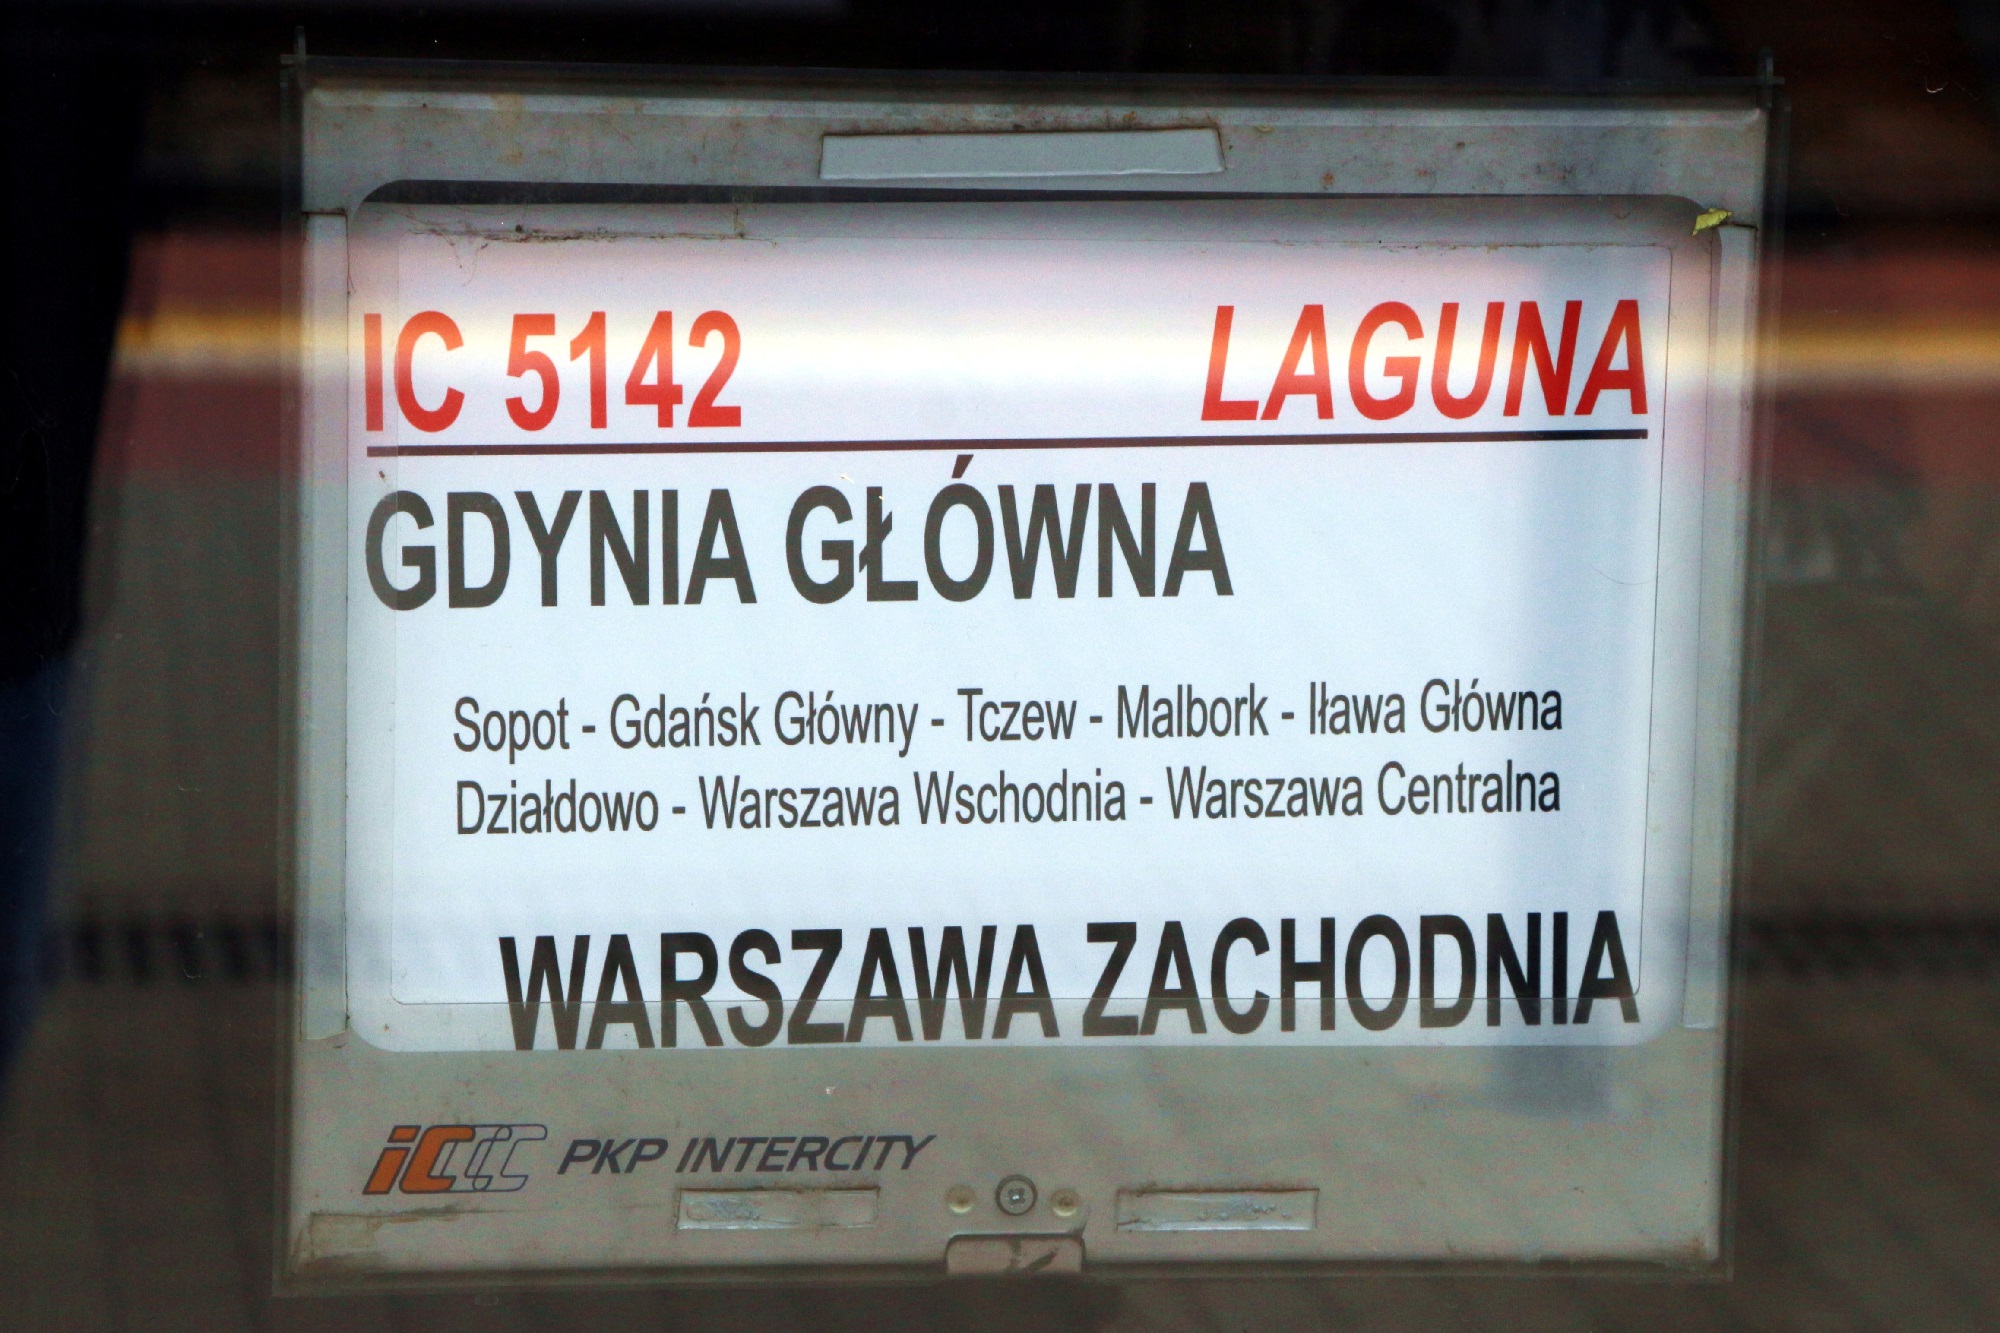 IC 5142 LAGUNA
GDYNIA GŁÓWNA
Sopot - Gdańsk Główny - Tczew - Malbork - Iława Główna
Działdowo - Warszawa Wschodnia - Warszawa Centralna
WARSZAWA ZACHODNIA
iC PKP INTERCITY